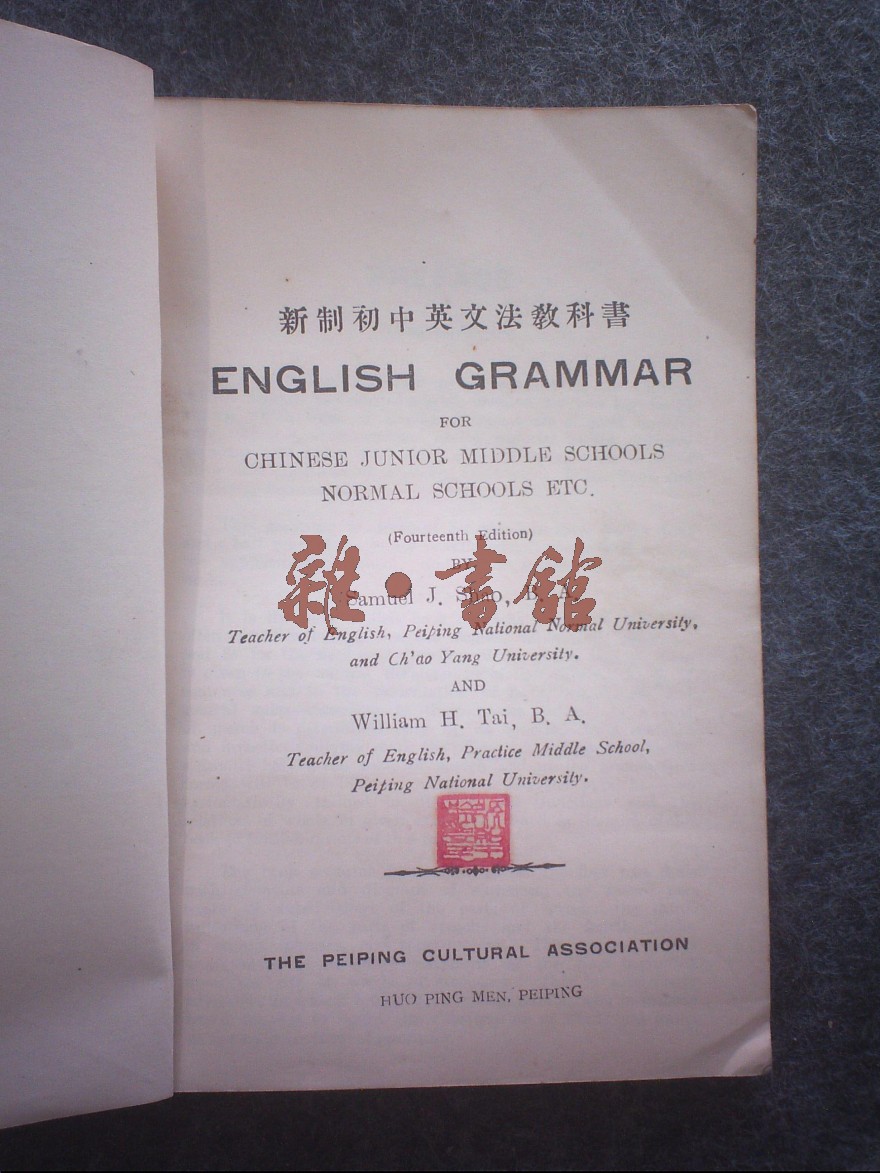 新制初中英文法教科書
ENGLISH GRAMMAR
FOR
CHINESE JUNIOR MIDDLE SCHOOLS
NORMAL SCHOOLS ETC.
(Fourteenth Edition)
BY
Samuel J. Shao, B. A.
雜·書館
Teacher of English, Peiping National Normal University,
and Ch'ao Yang University.
AND
William H. Tai, B. A.
Teacher of English, Practice Middle School,
Peiping National University.
THE PEIPING CULTURAL ASSOCIATION
HUO PING MEN, PEIPING